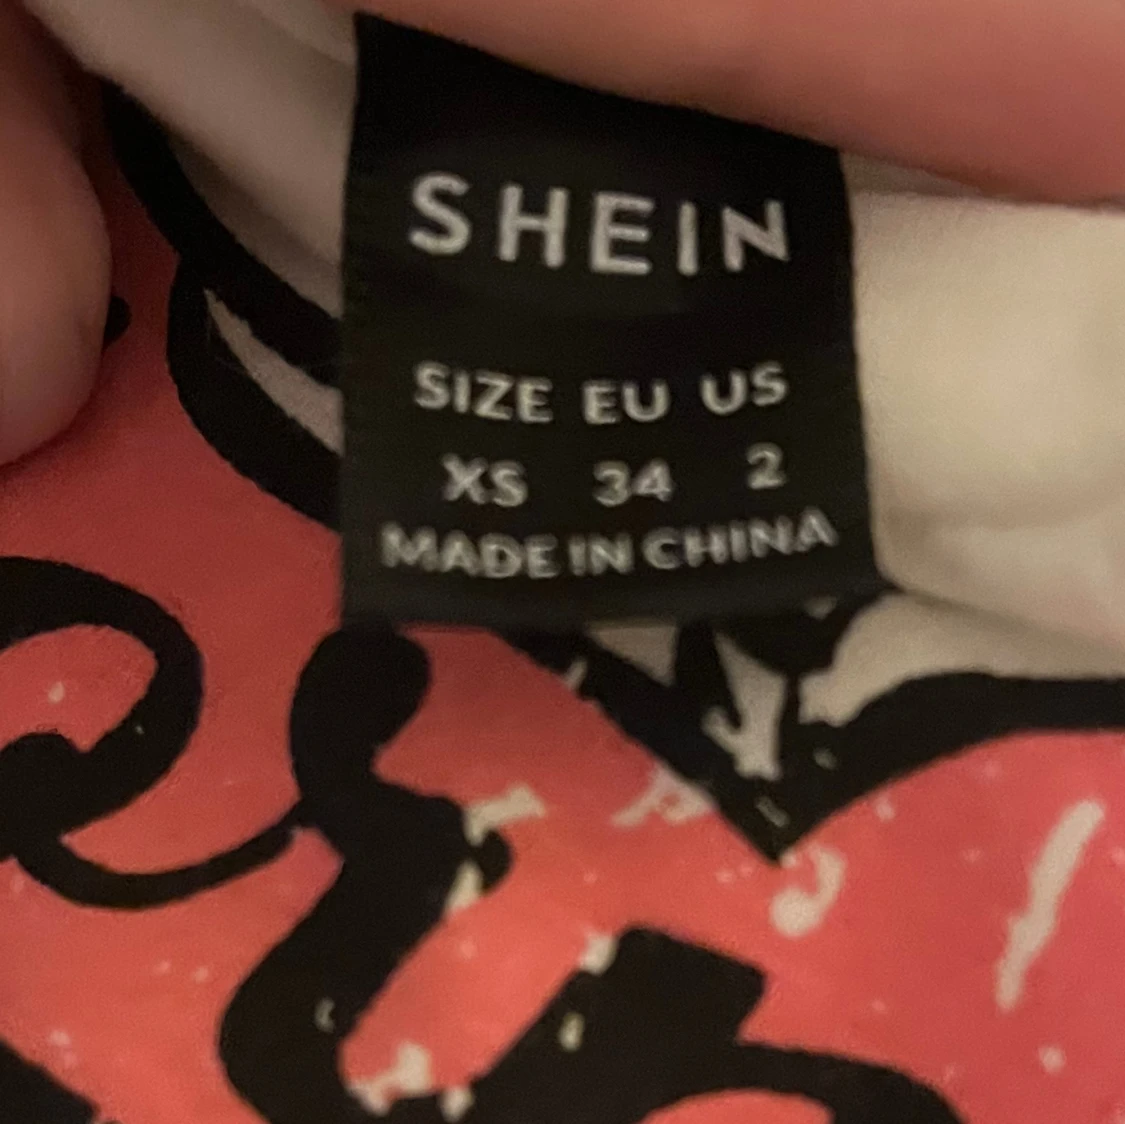 SHEIN
SIZE EU US
XS 34 2
MADE IN CHINA